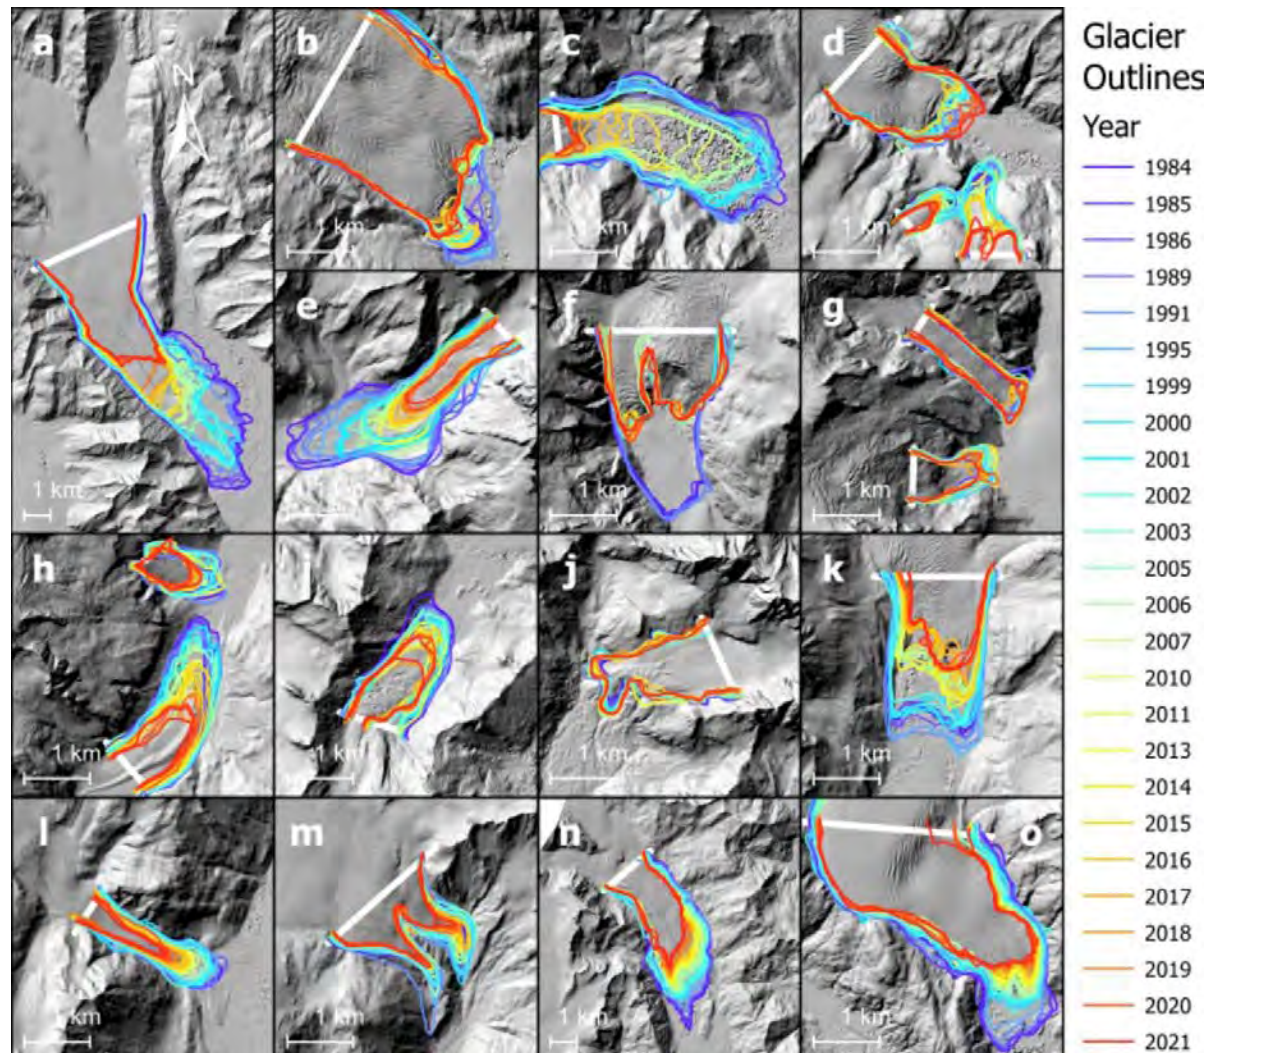 a
N
1 km
b
1 km
c
1 km
d
1 km
e
1 km
f
1 km
g
1 km
h
1 km
i
1 km
j
1 km
k
1 km
l
1 km
m
1 km
n
1 km
o
1 km
Glacier
Outlines
Year
1984
1985
1986
1989
1991
1995
1999
2000
2001
2002
2003
2005
2006
2007
2010
2011
2013
2014
2015
2016
2017
2018
2019
2020
2021